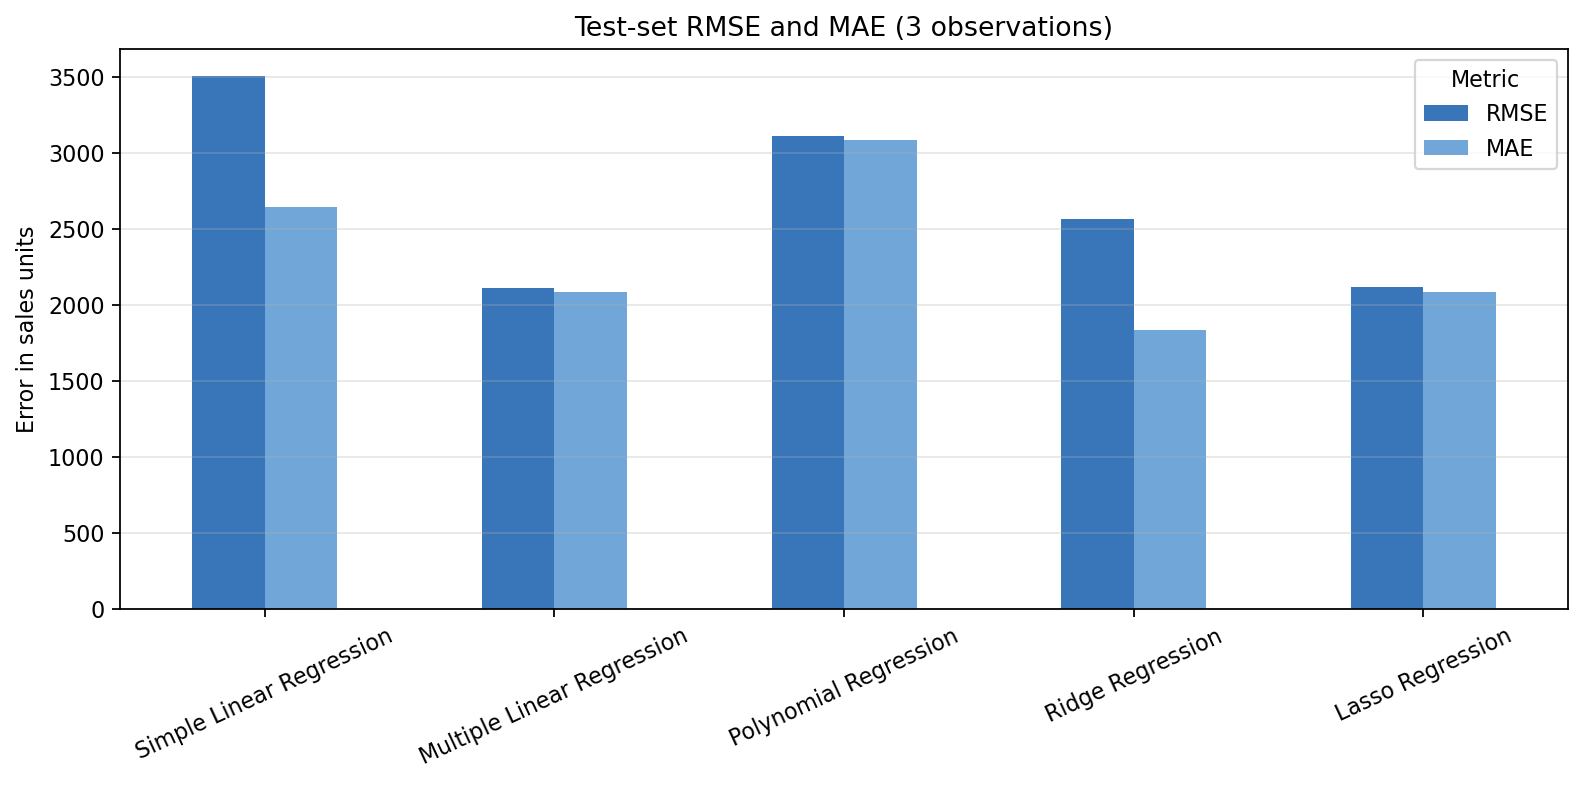 Test-set RMSE and MAE (3 observations)
Metric
RMSE
MAE
Error in sales units
3500
3000
2500
2000
1500
1000
500
0
Simple Linear Regression
Multiple Linear Regression
Polynomial Regression
Ridge Regression
Lasso Regression